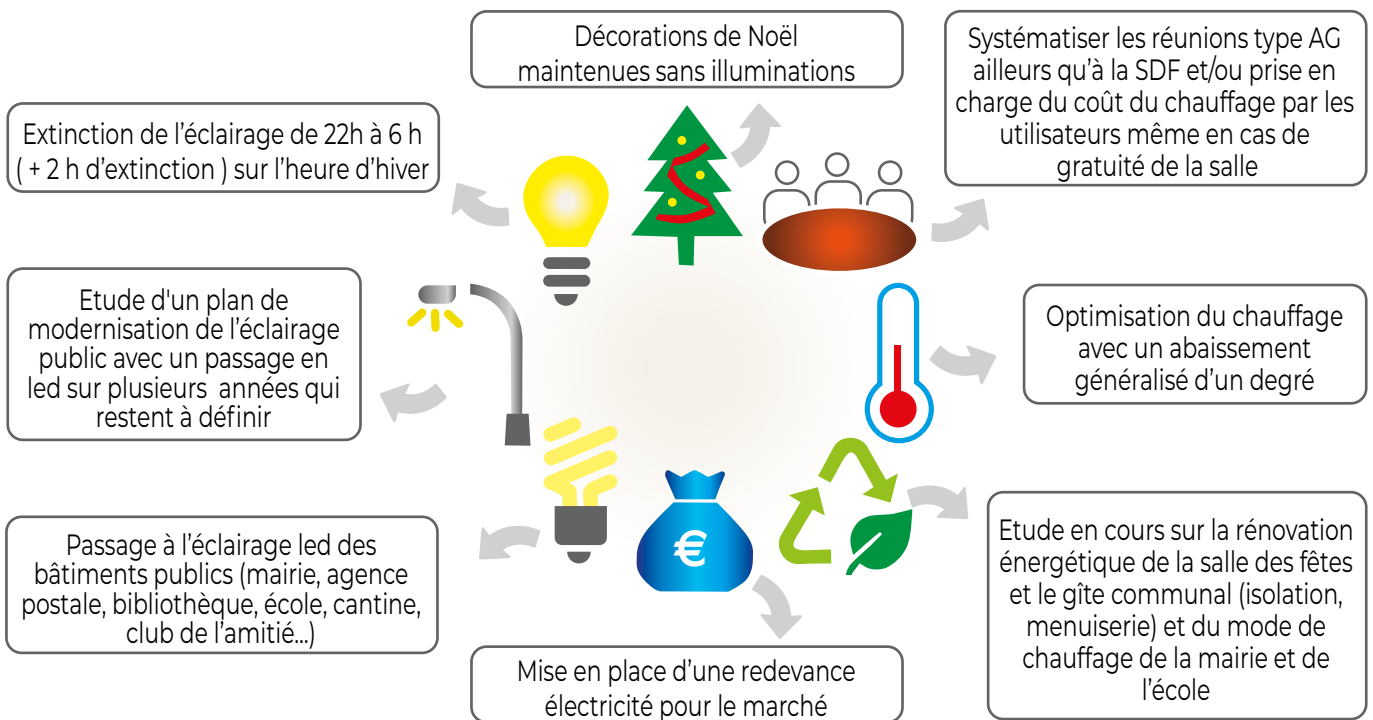 Décorations de Noël
maintenues sans illuminations
Systématiser les réunions type AG
ailleurs qu'à la SDF et/ou prise en
charge du coût du chauffage par les
utilisateurs même en cas de
gratuité de la salle
Extinction de l'éclairage de 22h à 6 h
( + 2 h d'extinction ) sur l'heure d'hiver
Etude d'un plan de
modernisation de l'éclairage
public avec un passage en
led sur plusieurs années qui
restent à définir
Optimisation du chauffage
avec un abaissement
généralisé d'un degré
Passage à l'éclairage led des
bâtiments publics (mairie, agence
postale, bibliothèque, école, cantine,
club de l'amitié...)
€
Etude en cours sur la rénovation
énergétique de la salle des fêtes
et le gîte communal (isolation,
menuiserie) et du mode de
chauffage de la mairie et de
l'école
Mise en place d'une redevance
électricité pour le marché